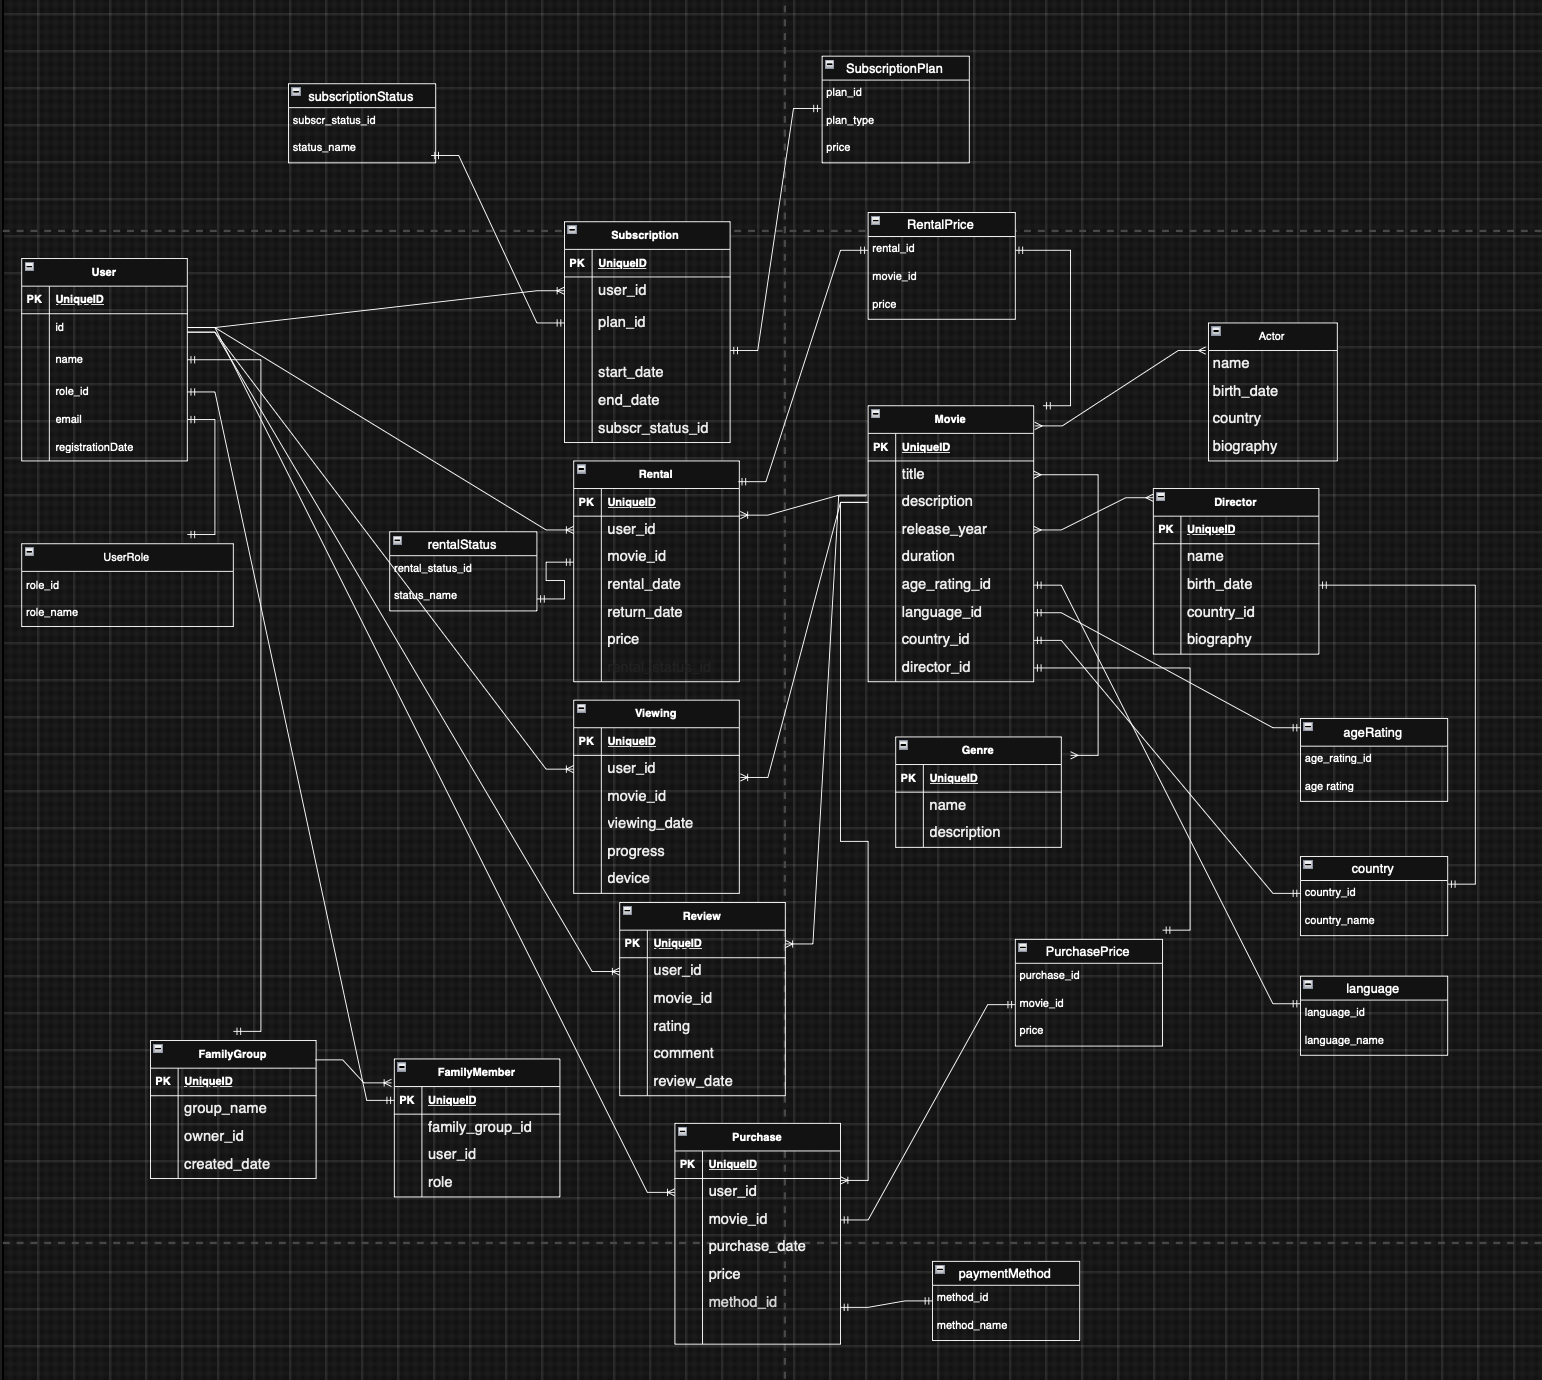 SubscriptionPlan
plan_id
plan_type
price
subscriptionStatus
subscr_status_id
status_name
Subscription
PK UniqueID
user_id
plan_id
start_date
end_date
subscr_status_id
RentalPrice
rental_id
movie_id
price
User
PK UniqueID
id
name
role_id
email
registrationDate
Actor
name
birth_date
country
biography
Movie
PK UniqueID
title
description
release_year
duration
age_rating_id
language_id
country_id
director_id
Rental
PK UniqueID
user_id
movie_id
rental_date
return_date
price
rental_status_id
Director
PK UniqueID
name
birth_date
country_id
biography
rentalStatus
rental_status_id
status_name
UserRole
role_id
role_name
Viewing
PK UniqueID
user_id
movie_id
viewing_date
progress
device
ageRating
age_rating_id
age rating
Genre
PK UniqueID
name
description
country
country_id
country_name
Review
PK UniqueID
user_id
movie_id
rating
comment
review_date
PurchasePrice
purchase_id
movie_id
price
language
language_id
language_name
FamilyGroup
PK UniqueID
group_name
owner_id
created_date
FamilyMember
PK UniqueID
family_group_id
user_id
role
Purchase
PK UniqueID
user_id
movie_id
purchase_date
price
method_id
paymentMethod
method_id
method_name